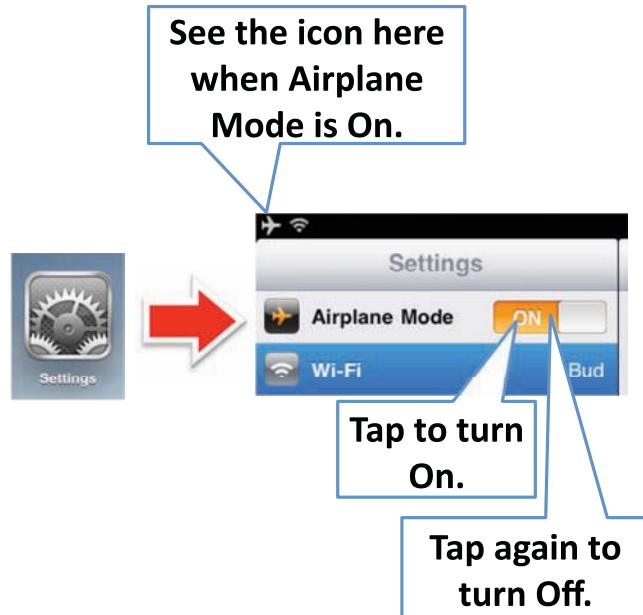 See the icon here
when Airplane
Mode is On.
Settings
Settings
Airplane Mode
ON
Wi-Fi
Bud
Tap to turn
On.
Tap again to
turn Off.